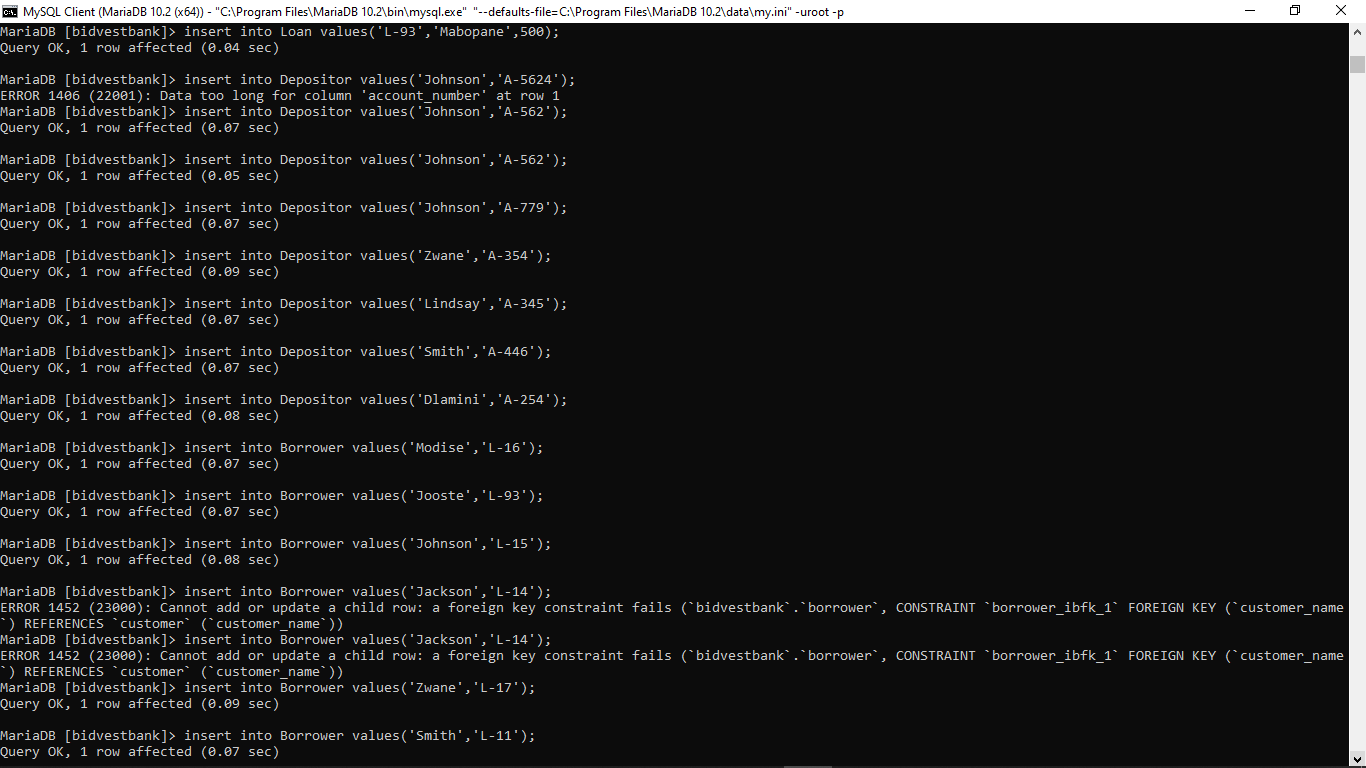 MySQL Client (MariaDB 10.2 (x64)) - "C:\Program Files\MariaDB 10.2\bin\mysql.exe" "--defaults-file=C:\Program Files\MariaDB 10.2\data\my.ini" -uroot -p
MariaDB [bidvestbank]> insert into Loan values('L-93','Mabopane',500);
Query OK, 1 row affected (0.04 sec)
MariaDB [bidvestbank]> insert into Depositor values('Johnson','A-5624');
ERROR 1406 (22001): Data too long for column 'account_number' at row 1
MariaDB [bidvestbank]> insert into Depositor values('Johnson','A-562');
Query OK, 1 row affected (0.07 sec)
MariaDB [bidvestbank]> insert into Depositor values('Johnson','A-562');
Query OK, 1 row affected (0.05 sec)
MariaDB [bidvestbank]> insert into Depositor values('Johnson','A-779');
Query OK, 1 row affected (0.07 sec)
MariaDB [bidvestbank]> insert into Depositor values('Zwane','A-354');
Query OK, 1 row affected (0.09 sec)
MariaDB [bidvestbank]> insert into Depositor values('Lindsay','A-345');
Query OK, 1 row affected (0.07 sec)
MariaDB [bidvestbank]> insert into Depositor values('Smith','A-446');
Query OK, 1 row affected (0.07 sec)
MariaDB [bidvestbank]> insert into Depositor values('Dlamini','A-254');
Query OK, 1 row affected (0.08 sec)
MariaDB [bidvestbank]> insert into Borrower values('Modise','L-16');
Query OK, 1 row affected (0.07 sec)
MariaDB [bidvestbank]> insert into Borrower values('Jooste','L-93');
Query OK, 1 row affected (0.07 sec)
MariaDB [bidvestbank]> insert into Borrower values('Johnson','L-15');
Query OK, 1 row affected (0.08 sec)
MariaDB [bidvestbank]> insert into Borrower values('Jackson','L-14');
ERROR 1452 (23000): Cannot add or update a child row: a foreign key constraint fails (`bidvestbank`.`borrower`, CONSTRAINT `borrower_ibfk_1` FOREIGN KEY (`customer_name
`) REFERENCES `customer` (`customer_name`))
MariaDB [bidvestbank]> insert into Borrower values('Jackson','L-14');
ERROR 1452 (23000): Cannot add or update a child row: a foreign key constraint fails (`bidvestbank`.`borrower`, CONSTRAINT `borrower_ibfk_1` FOREIGN KEY (`customer_name
`) REFERENCES `customer` (`customer_name`))
MariaDB [bidvestbank]> insert into Borrower values('Zwane','L-17');
Query OK, 1 row affected (0.09 sec)
MariaDB [bidvestbank]> insert into Borrower values('Smith','L-11');
Query OK, 1 row affected (0.07 sec)